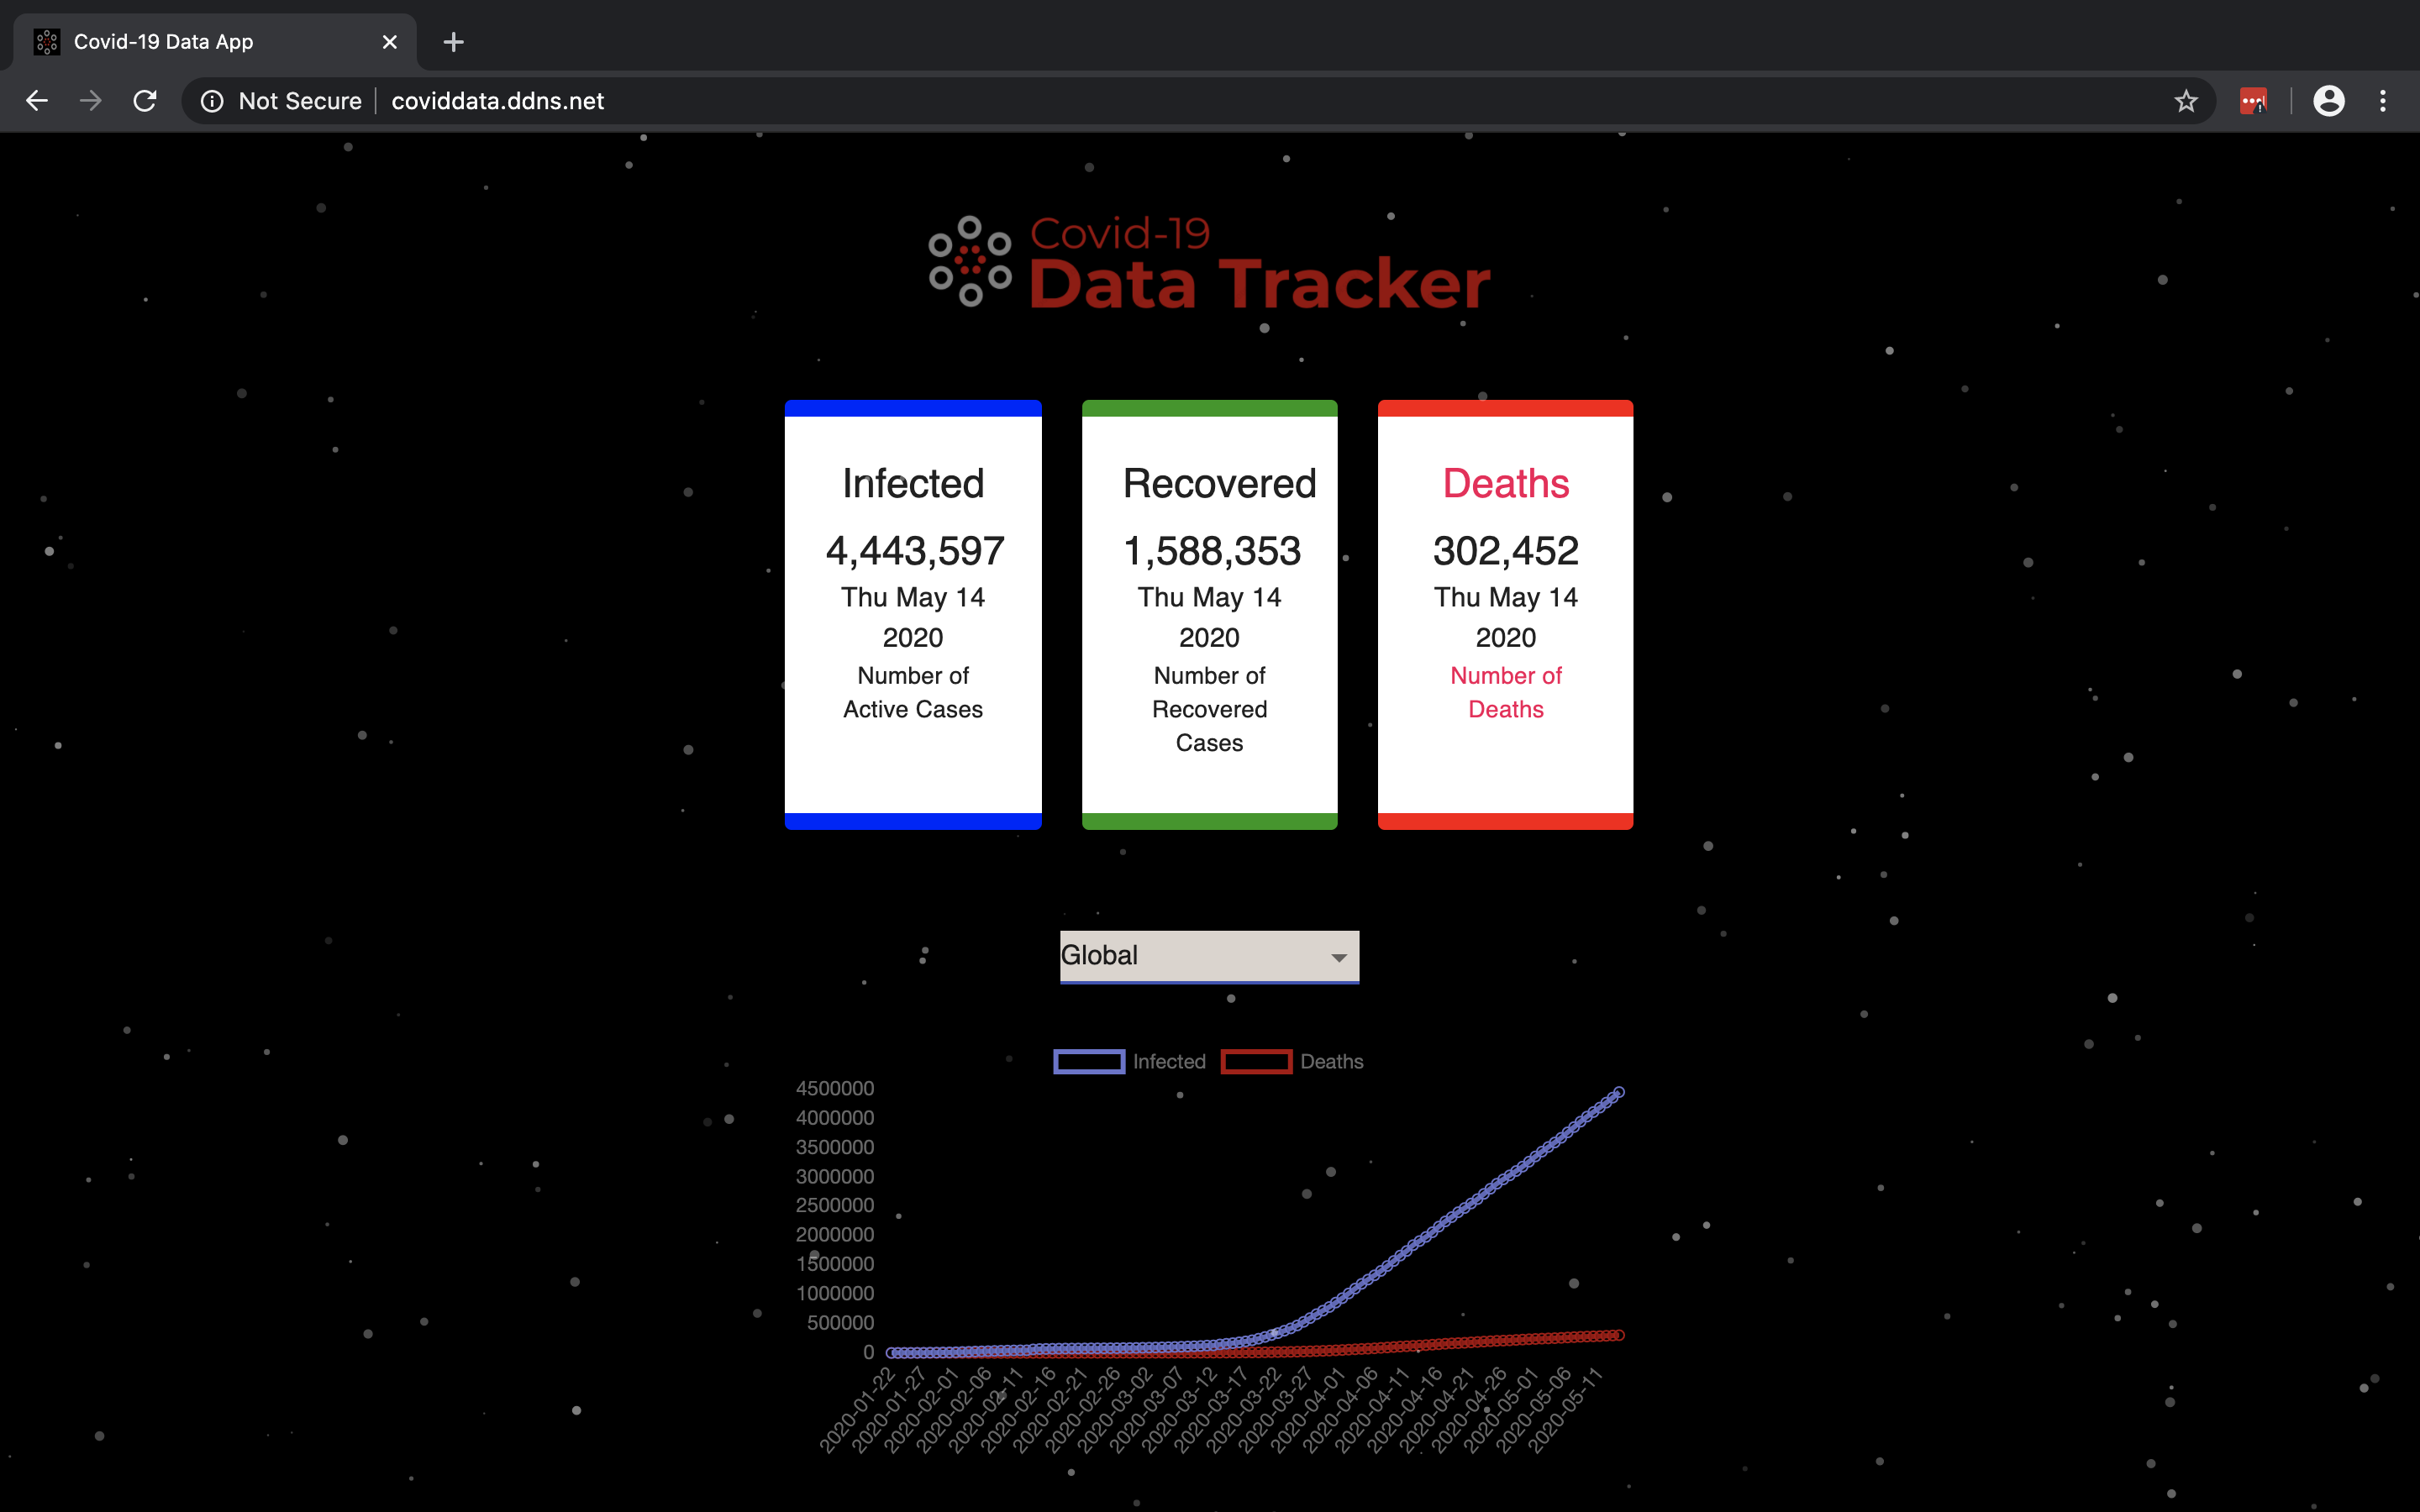 Covid-19 Data App
Not Secure coviddata.ddns.net
Covid-19
Data Tracker
Infected
4,443,597
Thu May 14
2020
Number of
Active Cases
Recovered
1,588,353
Thu May 14
2020
Number of
Recovered
Cases
Deaths
302,452
Thu May 14
2020
Number of
Deaths
Global
Infected Deaths
4500000
4000000
3500000
3000000
2500000
2000000
1500000
1000000
500000
0
2020-01-22
2020-01-27
2020-02-01
2020-02-06
2020-02-11
2020-02-16
2020-02-21
2020-02-26
2020-03-02
2020-03-07
2020-03-12
2020-03-17
2020-03-22
2020-03-27
2020-04-01
2020-04-06
2020-04-11
2020-04-16
2020-04-21
2020-04-26
2020-05-01
2020-05-06
2020-05-11